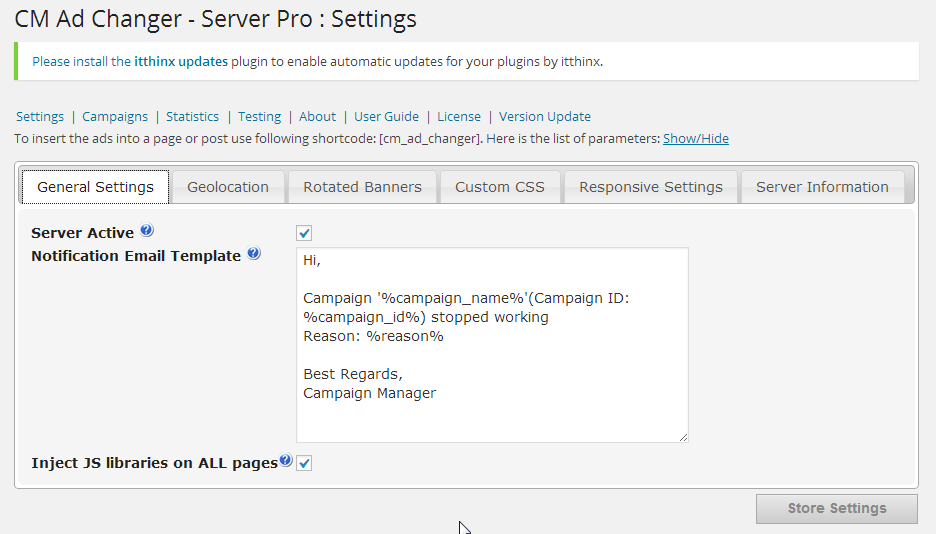 CM Ad Changer - Server Pro : Settings
Please install the itthinx updates plugin to enable automatic updates for your plugins by itthinx.
Settings | Campaigns | Statistics | Testing | About | User Guide | License | Version Update
To insert the ads into a page or post use following shortcode: [cm_ad_changer]. Here is the list of parameters: Show/Hide
General Settings Geolocation Rotated Banners Custom CSS Responsive Settings Server Information
Server Active ?
Notification Email Template ?
Hi,
Campaign '%campaign_name%'(Campaign ID:
%campaign_id%) stopped working
Reason: %reason%
Best Regards,
Campaign Manager
Inject JS libraries on ALL pages ?
Store Settings